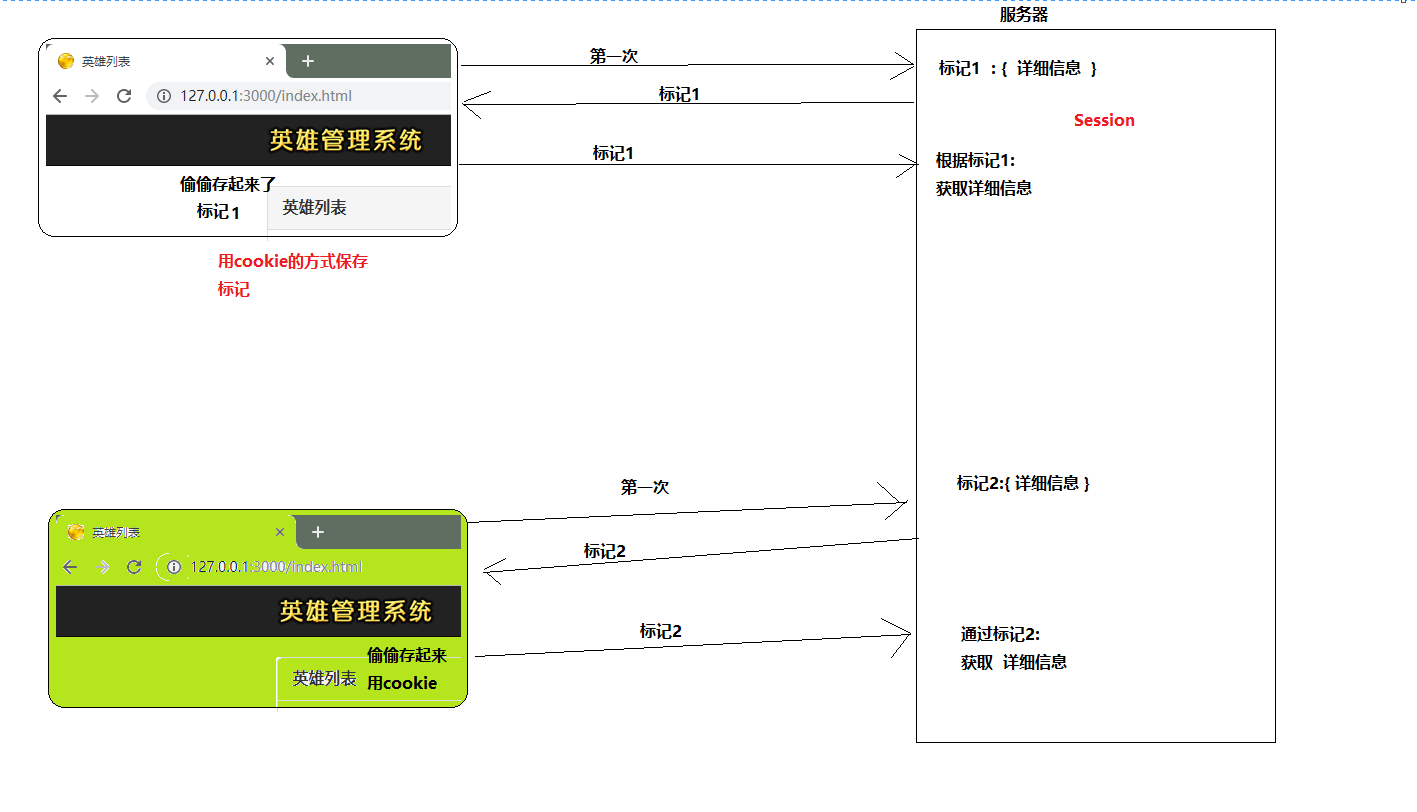 服务器
英雄列表
127.0.0.1:3000/index.html
英雄管理系统
偷偷存起来了
标记1
英雄列表
用cookie的方式保存
标记
第一次
标记1
标记1
标记1 :{ 详细信息 }
Session
根据标记1:
获取详细信息
第一次
标记2
标记2
标记2:{ 详细信息 }
通过标记2:
获取 详细信息
英雄列表
127.0.0.1:3000/index.html
英雄管理系统
偷偷存起来
英雄列表 用cookie